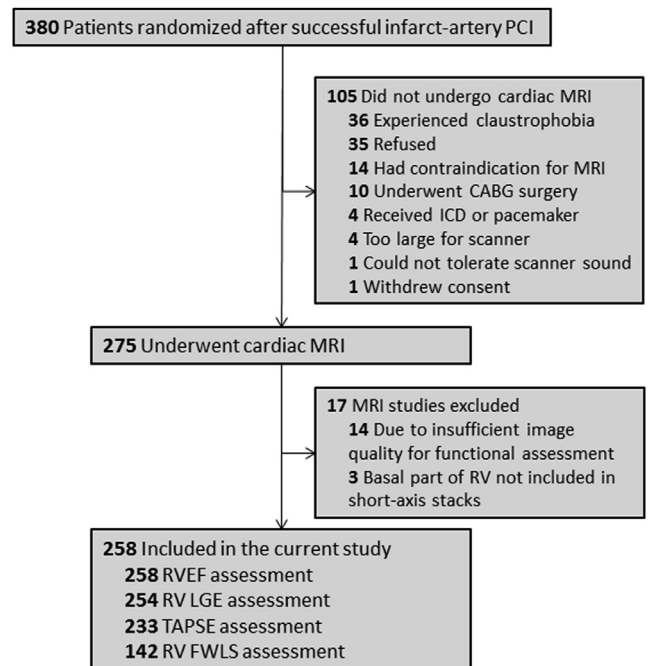 380 Patients randomized after successful infarct-artery PCI
105 Did not undergo cardiac MRI
36 Experienced claustrophobia
35 Refused
14 Had contraindication for MRI
10 Underwent CABG surgery
4 Received ICD or pacemaker
4 Too large for scanner
1 Could not tolerate scanner sound
1 Withdrew consent
275 Underwent cardiac MRI
17 MRI studies excluded
14 Due to insufficient image
quality for functional assessment
3 Basal part of RV not included in
short-axis stacks
258 Included in the current study
258 RVEF assessment
254 RV LGE assessment
233 TAPSE assessment
142 RV FWLS assessment